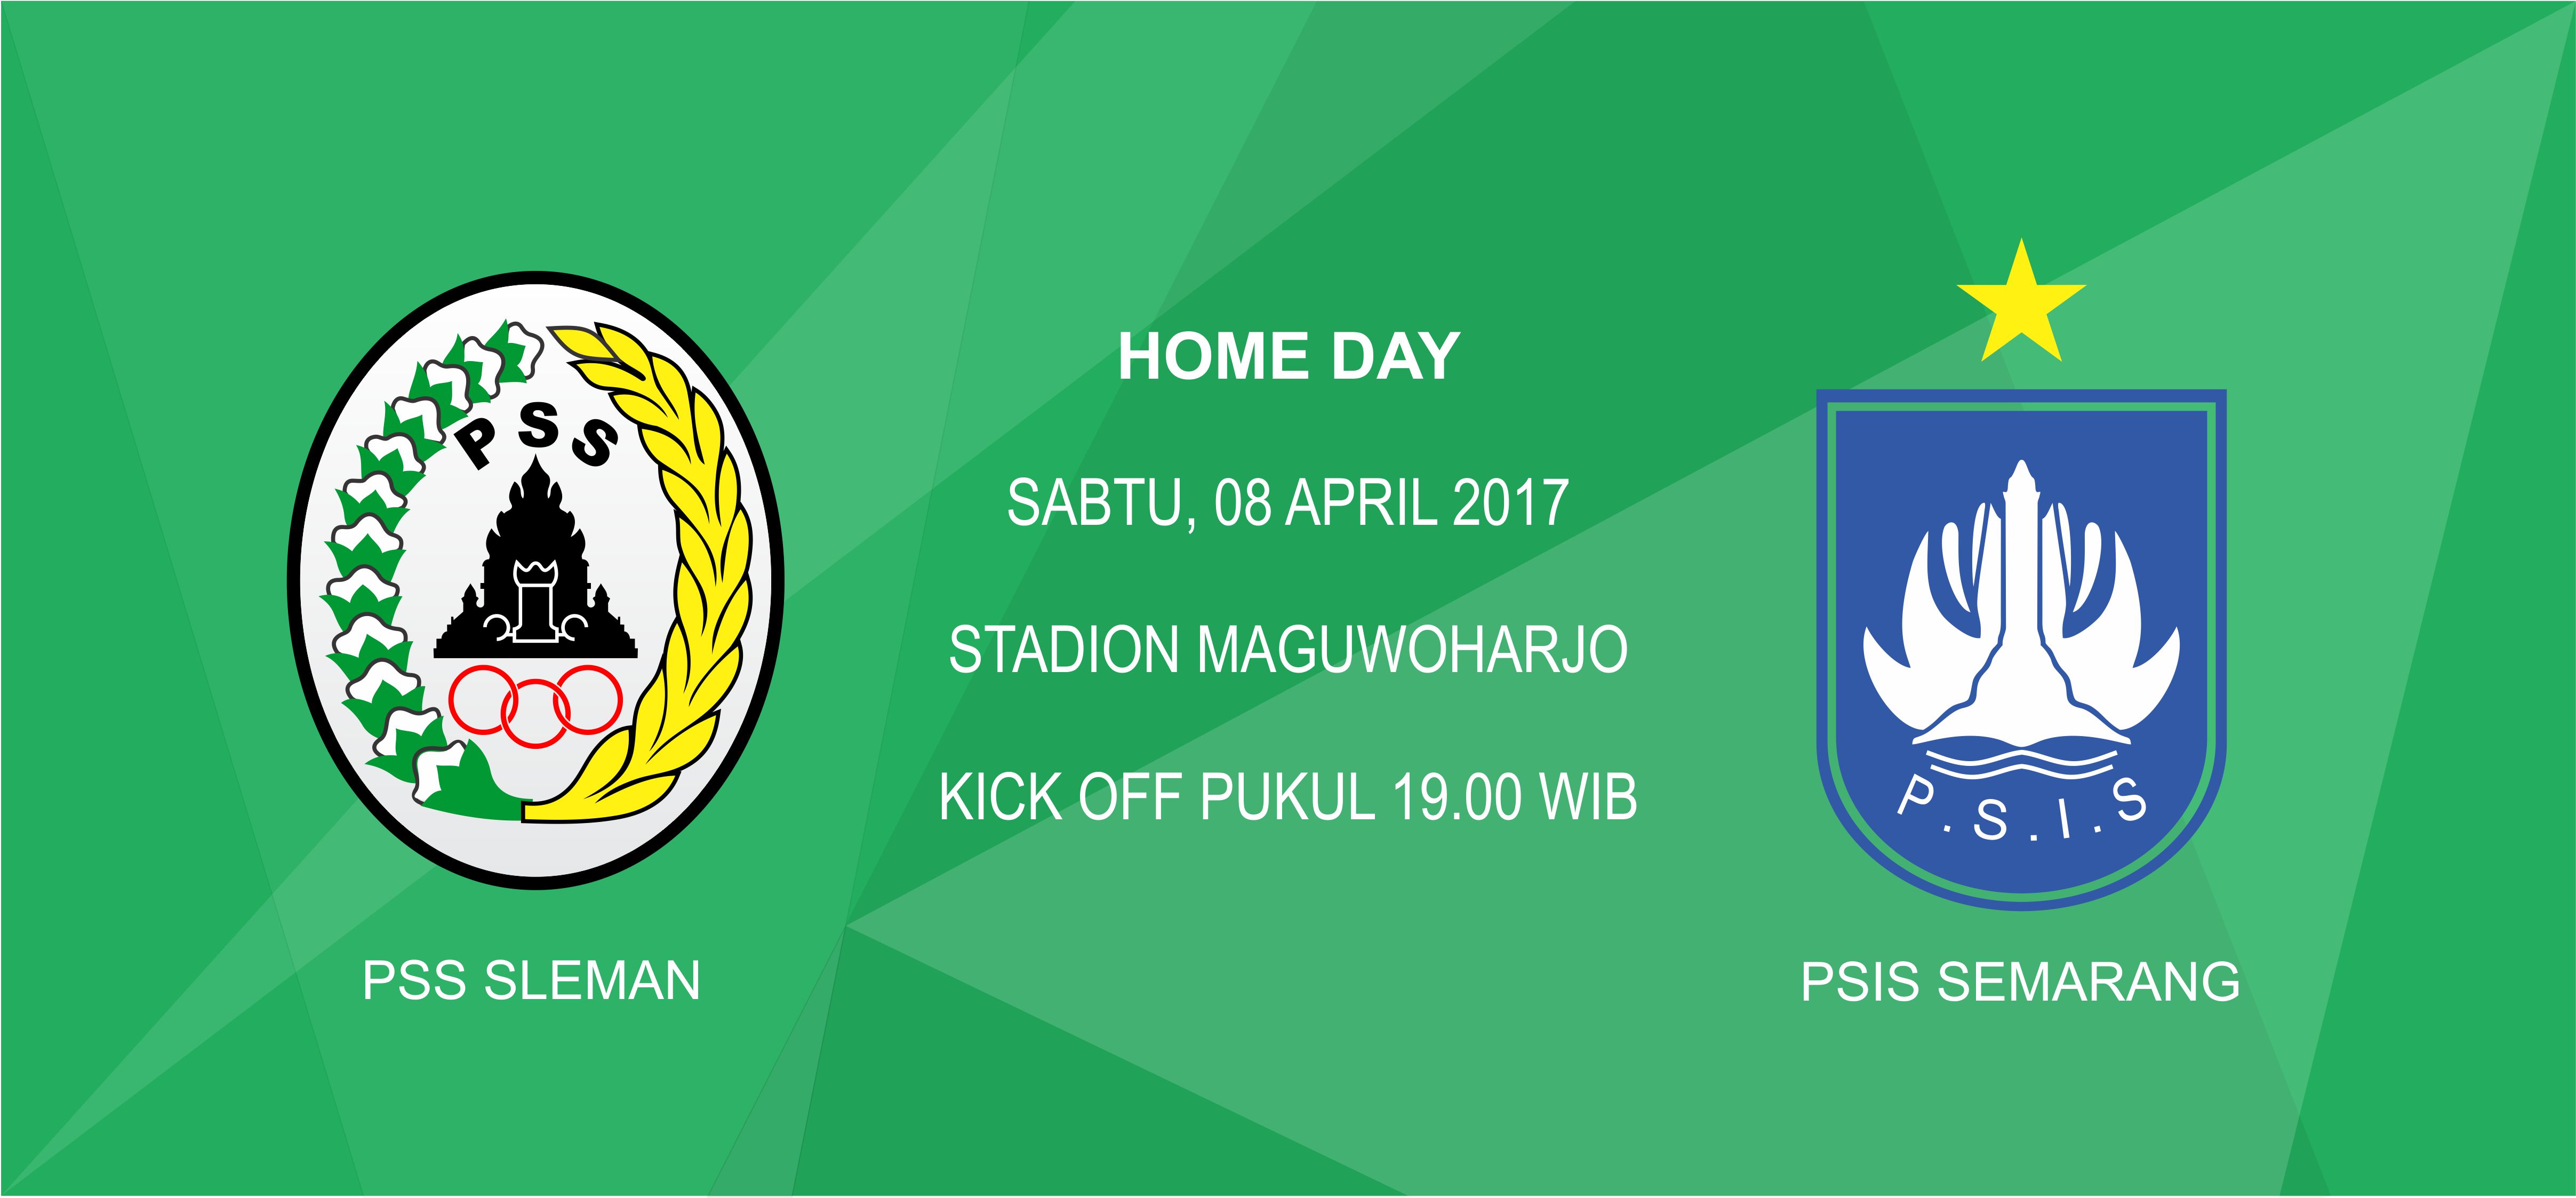 HOME DAY
SABTU, 08 APRIL 2017
STADION MAGUWOHARJO
KICK OFF PUKUL 19.00 WIB
PSS
PSS SLEMAN
P.S.I.S
PSIS SEMARANG